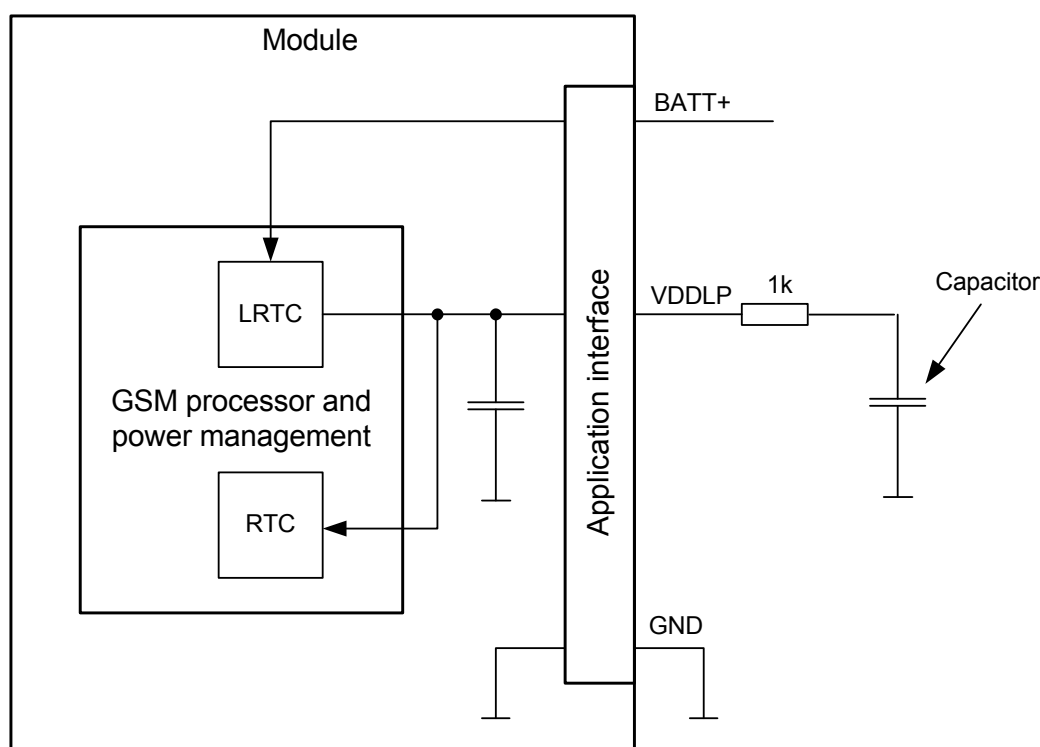 Module
BATT+
LRTC
VDDLP
1k
Capacitor
GSM processor and
power management
RTC
Application interface
GND